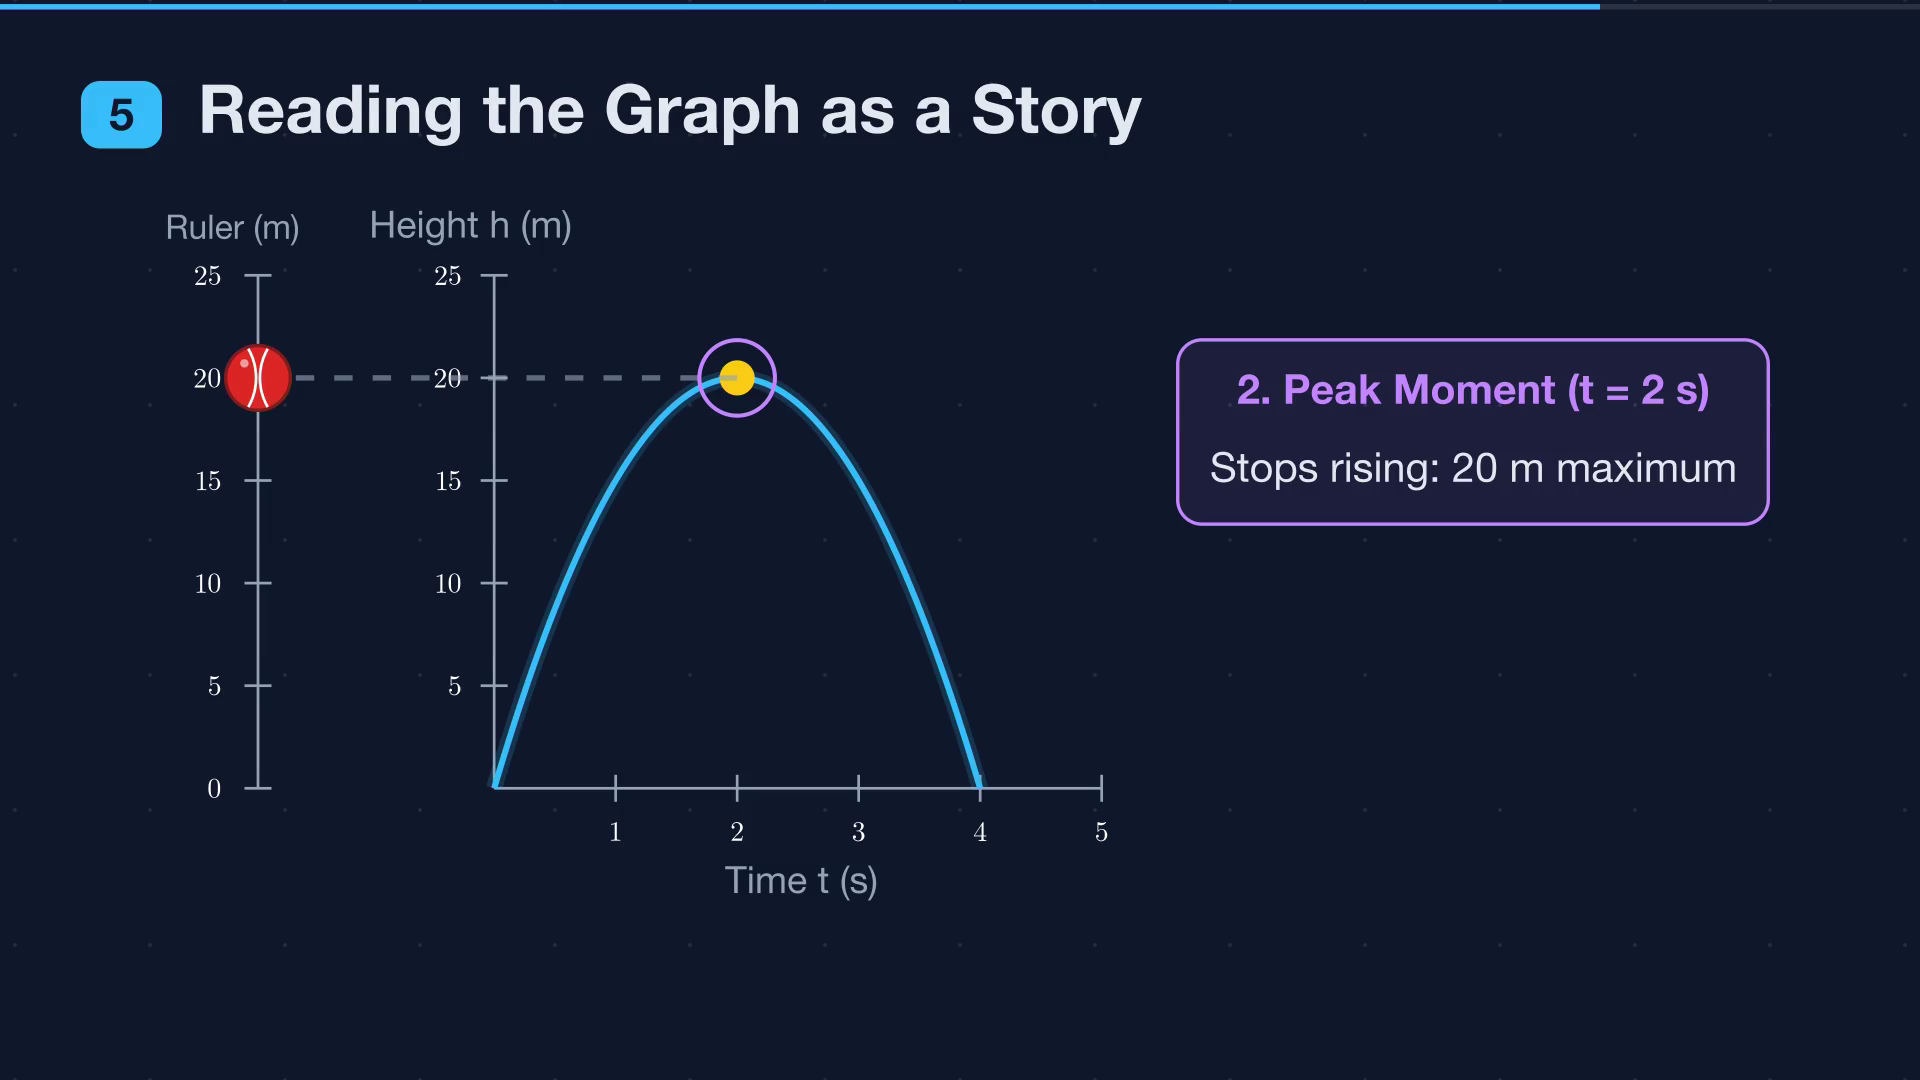 5 Reading the Graph as a Story
Ruler (m)
Height h (m)
25
20
15
10
5
0
25
20
15
10
5
1 2 3 4 5
Time t (s)
2. Peak Moment (t = 2 s)
Stops rising: 20 m maximum